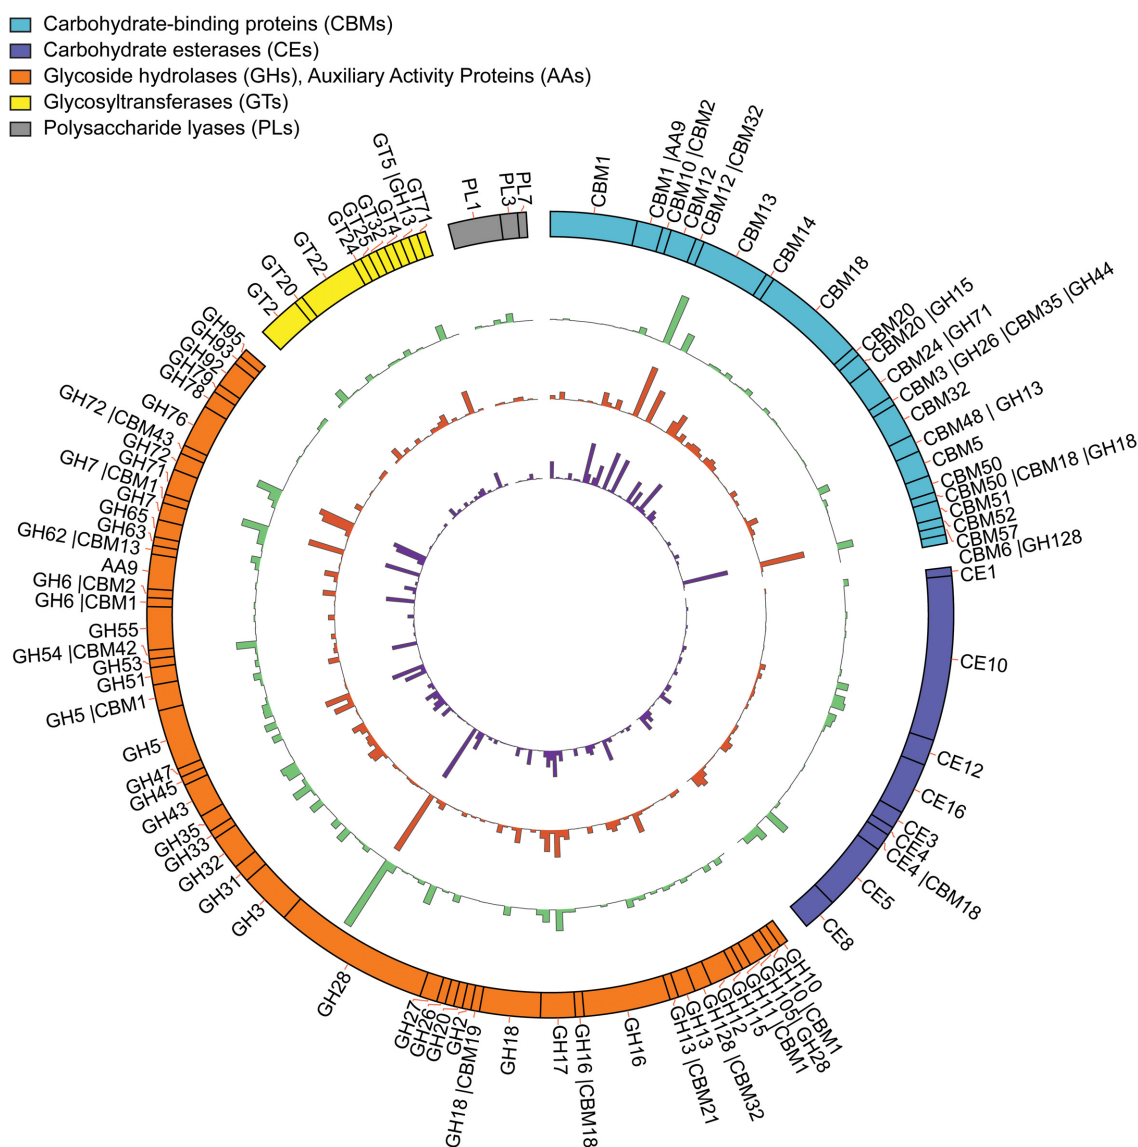 Carbohydrate-binding proteins (CBMs)
Carbohydrate esterases (CEs)
Glycoside hydrolases (GHs), Auxiliary Activity Proteins (AAs)
Glycosyltransferases (GTs)
Polysaccharide lyases (PLs)
CBM1
CBM1 |AA9
CBM10 |CBM2
CBM12
CBM12 |CBM32
CBM13
CBM14
CBM18
CBM20
CBM20 |GH15
CBM24 |GH71
CBM3 |GH26 |CBM35 |GH44
CBM32
CBM48 | GH13
CBM5
CBM50
CBM50 |CBM18 |GH18
CBM51
CBM52
CBM57
CBM6 |GH128
CE1
CE10
CE12
CE16
CE3
CE4
CE4 |CBM18
CE5
CE8
GH10
GH10 |CBM1
GH105| GH28
GH11 |CBM1
GH115
GH12
GH128 |CBM32
GH13
GH13 |CBM21
GH16
GH16 |CBM18
GH17
GH18
GH18 |CBM19
GH2
GH20
GH26
GH27
GH28
GH3
GH31
GH32
GH33
GH35
GH43
GH45
GH47
GH5
GH5 |CBM1
GH51
GH53
GH54 |CBM42
GH55
GH6 |CBM1
GH6 |CBM2
AA9
GH62 |CBM13
GH63
GH65
GH7
GH7 |CBM1
GH71
GH72
GH72 |CBM43
GH76
GH78
GH79
GH92
GH93
GH95
GT2
GT20
GT22
GT24
GT25
GT32
GT4
GT5 |GH13
GT71
PL1
PL3
PL7